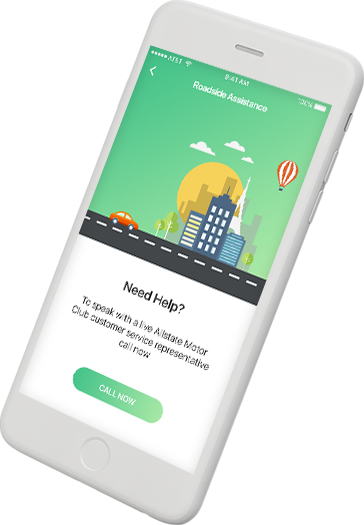 AT&T 9:41 AM 100%
Roadside Assistance
Need Help?
To speak with a live Allstate Motor
Club customer service representative
call now
CALL NOW